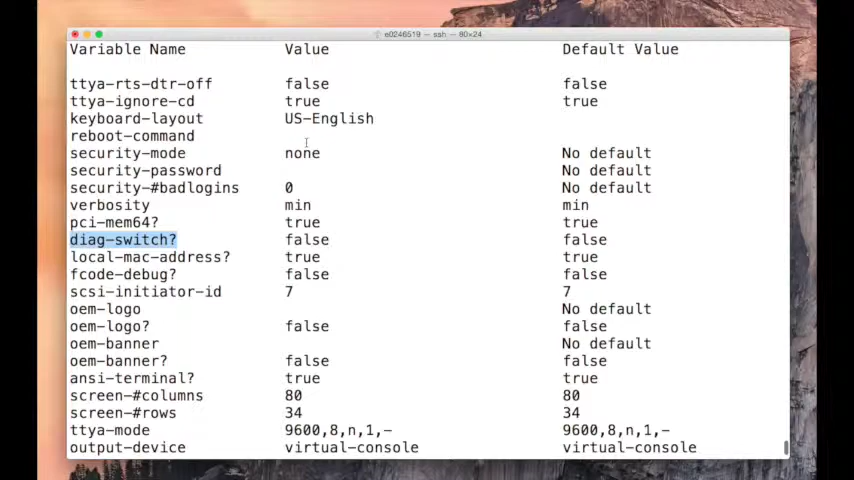 e0246519 — ssh — 80×24
Variable Name Value Default Value
ttya-rts-dtr-off false false
ttya-ignore-cd true true
keyboard-layout US-English
reboot-command
security-mode none No default
security-password No default
security-#badlogins 0 No default
verbosity min min
pci-mem64? true true
diag-switch? false false
local-mac-address? true true
fcode-debug? false false
scsi-initiator-id 7 7
oem-logo No default
oem-logo? false false
oem-banner No default
oem-banner? false false
ansi-terminal? true true
screen-#columns 80 80
screen-#rows 34 34
ttya-mode 9600,8,n,1,- 9600,8,n,1,-
output-device virtual-console virtual-console